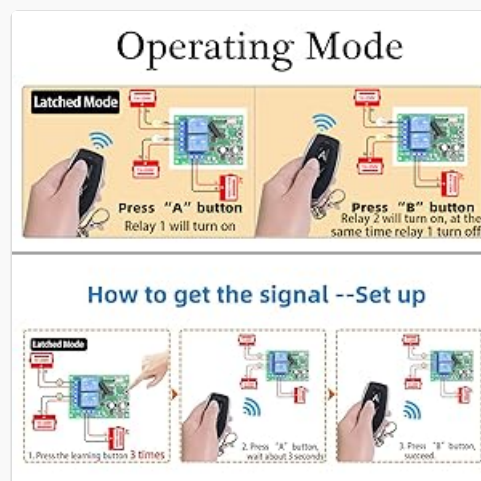 Operating Mode
Latched Mode
Press "A" button
Relay 1 will turn on
Press "B" button
Relay 2 will turn on, at the
same time relay 1 turn off
How to get the signal --Set up
Latched Mode
1. Press the learning button 3 times
2. Press "A" button,
wait about 3 seconds
3. Press "B" button,
succeed.